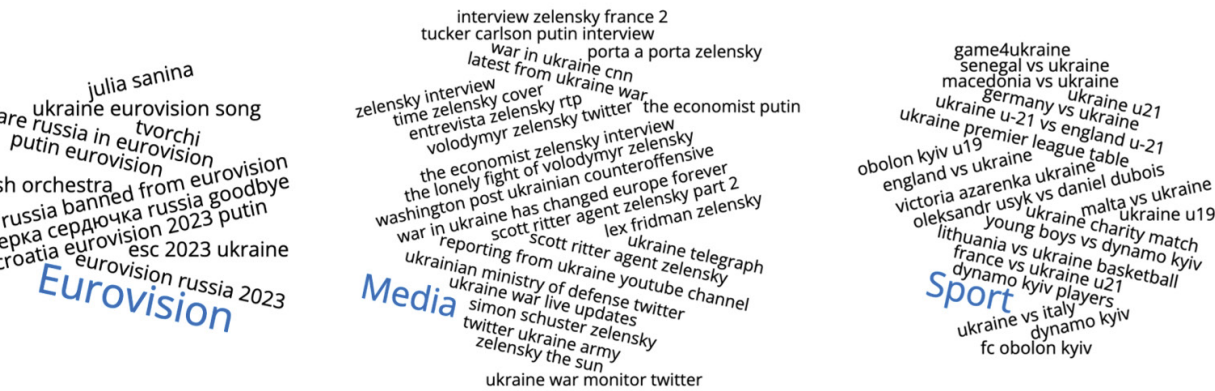 julia sanina
ukraine eurovision song
are russia in eurovision
tvorchi
putin eurovision
sh orchestra
russia banned from eurovision
ерка сердючка russia goodbye
croatia eurovision 2023 putin
esc 2023 ukraine
eurovision russia 2023
Eurovision
interview zelensky france 2
tucker carlson putin interview
war in ukraine cnn
porta a porta zelensky
latest from ukraine war
zelensky interview
time zelensky cover
entrevista zelensky rtp
the economist putin
volodymyr zelensky twitter
the economist zelensky interview
the lonely fight of volodymyr zelensky
washington post ukrainian counteroffensive
war in ukraine has changed europe forever
scott ritter agent zelensky part 2
lex fridman zelensky
scott ritter agent zelensky
ukraine telegraph
reporting from ukraine youtube channel
ukrainian ministry of defense twitter
ukraine war live updates
Media
simon schuster zelensky
twitter ukraine army
zelensky the sun
ukraine war monitor twitter
game4ukraine
senegal vs ukraine
macedonia vs ukraine
germany vs ukraine
ukraine u21
ukraine u-21 vs england u-21
ukraine premier league table
obolon kyiv u19
england vs ukraine
victoria azarenka ukraine
oleksandr usyk vs daniel dubois
malta vs ukraine
ukraine u19
ukraine charity match
young boys vs dynamo kyiv
lithuania vs ukraine basketball
france vs ukraine u21
dynamo kyiv players
Sport
ukraine vs italy
dynamo kyiv
fc obolon kyiv